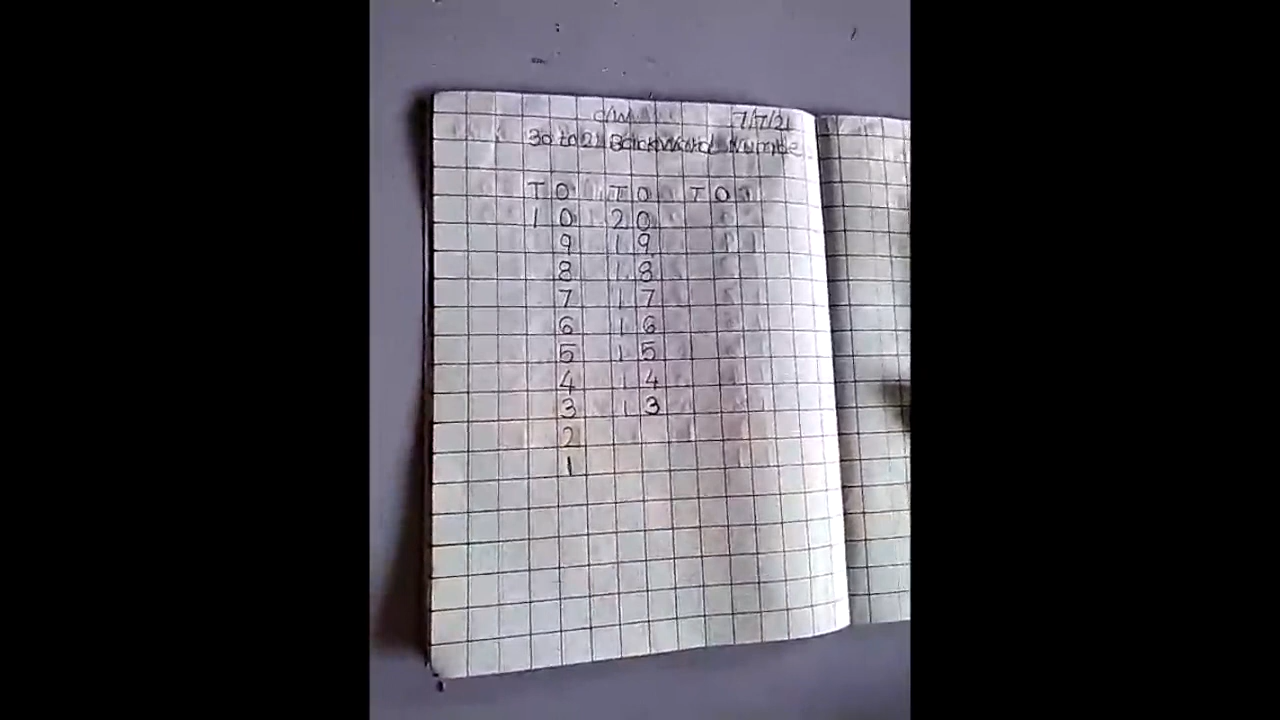 c/w 7/7/21
30 to 21 Backward Number
T O T O T O
1 0 2 0
9 1 9
8 1 8
7 1 7
6 1 6
5 1 5
4 1 4
3 1 3
2
1